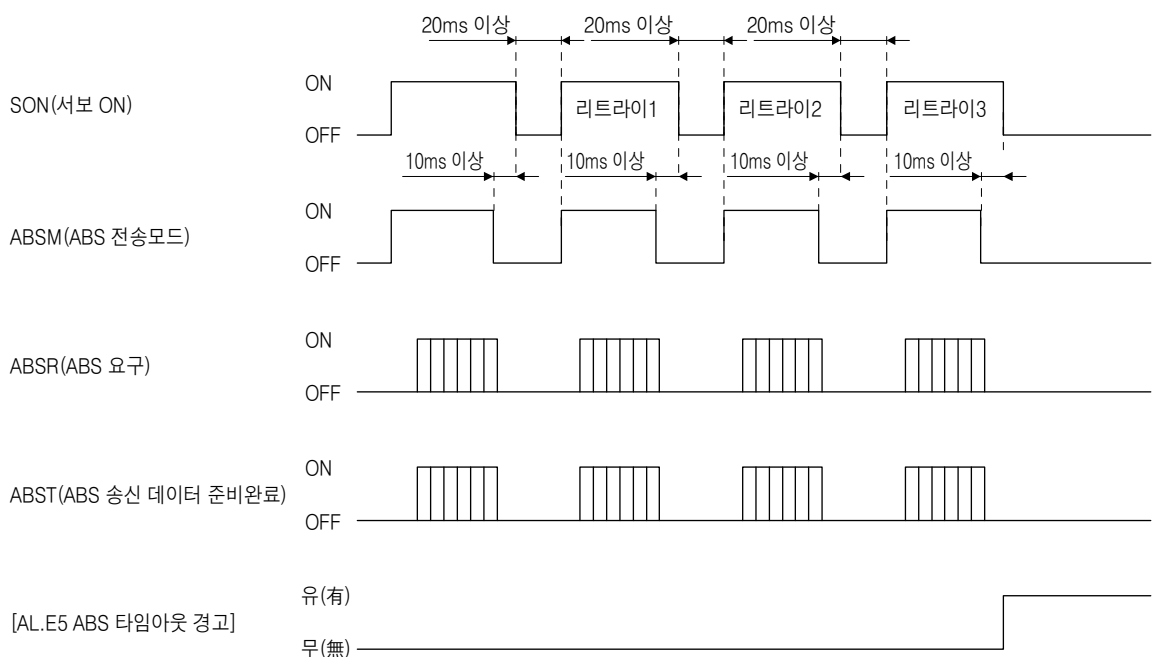 20ms 이상 20ms 이상 20ms 이상
ON
SON(서보 ON)
리트라이1 리트라이2 리트라이3
OFF
10ms 이상 10ms 이상 10ms 이상 10ms 이상
ON
ABSM(ABS 전송모드)
OFF
ON
ABSR(ABS 요구)
OFF
ON
ABST(ABS 송신 데이터 준비완료)
OFF
유(有)
[AL.E5 ABS 타임아웃 경고]
무(無)